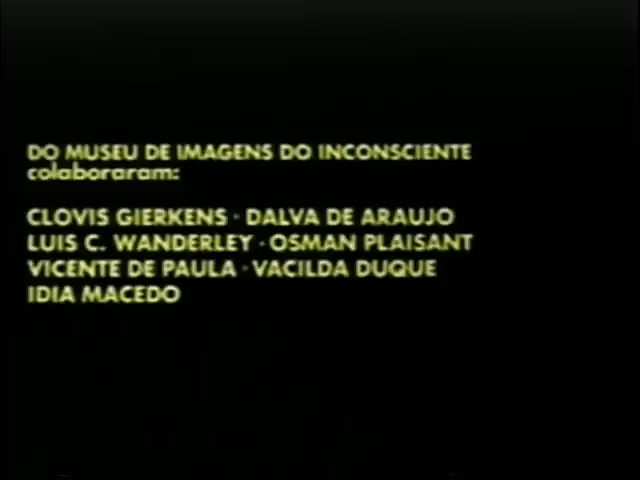 DO MUSEU DE IMAGENS DO INCONSCIENTE
colaboraram:
CLOVIS GIERKENS · DALVA DE ARAUJO
LUIS C. WANDERLEY · OSMAN PLAISANT
VICENTE DE PAULA · VACILDA DUQUE
IDIA MACEDO